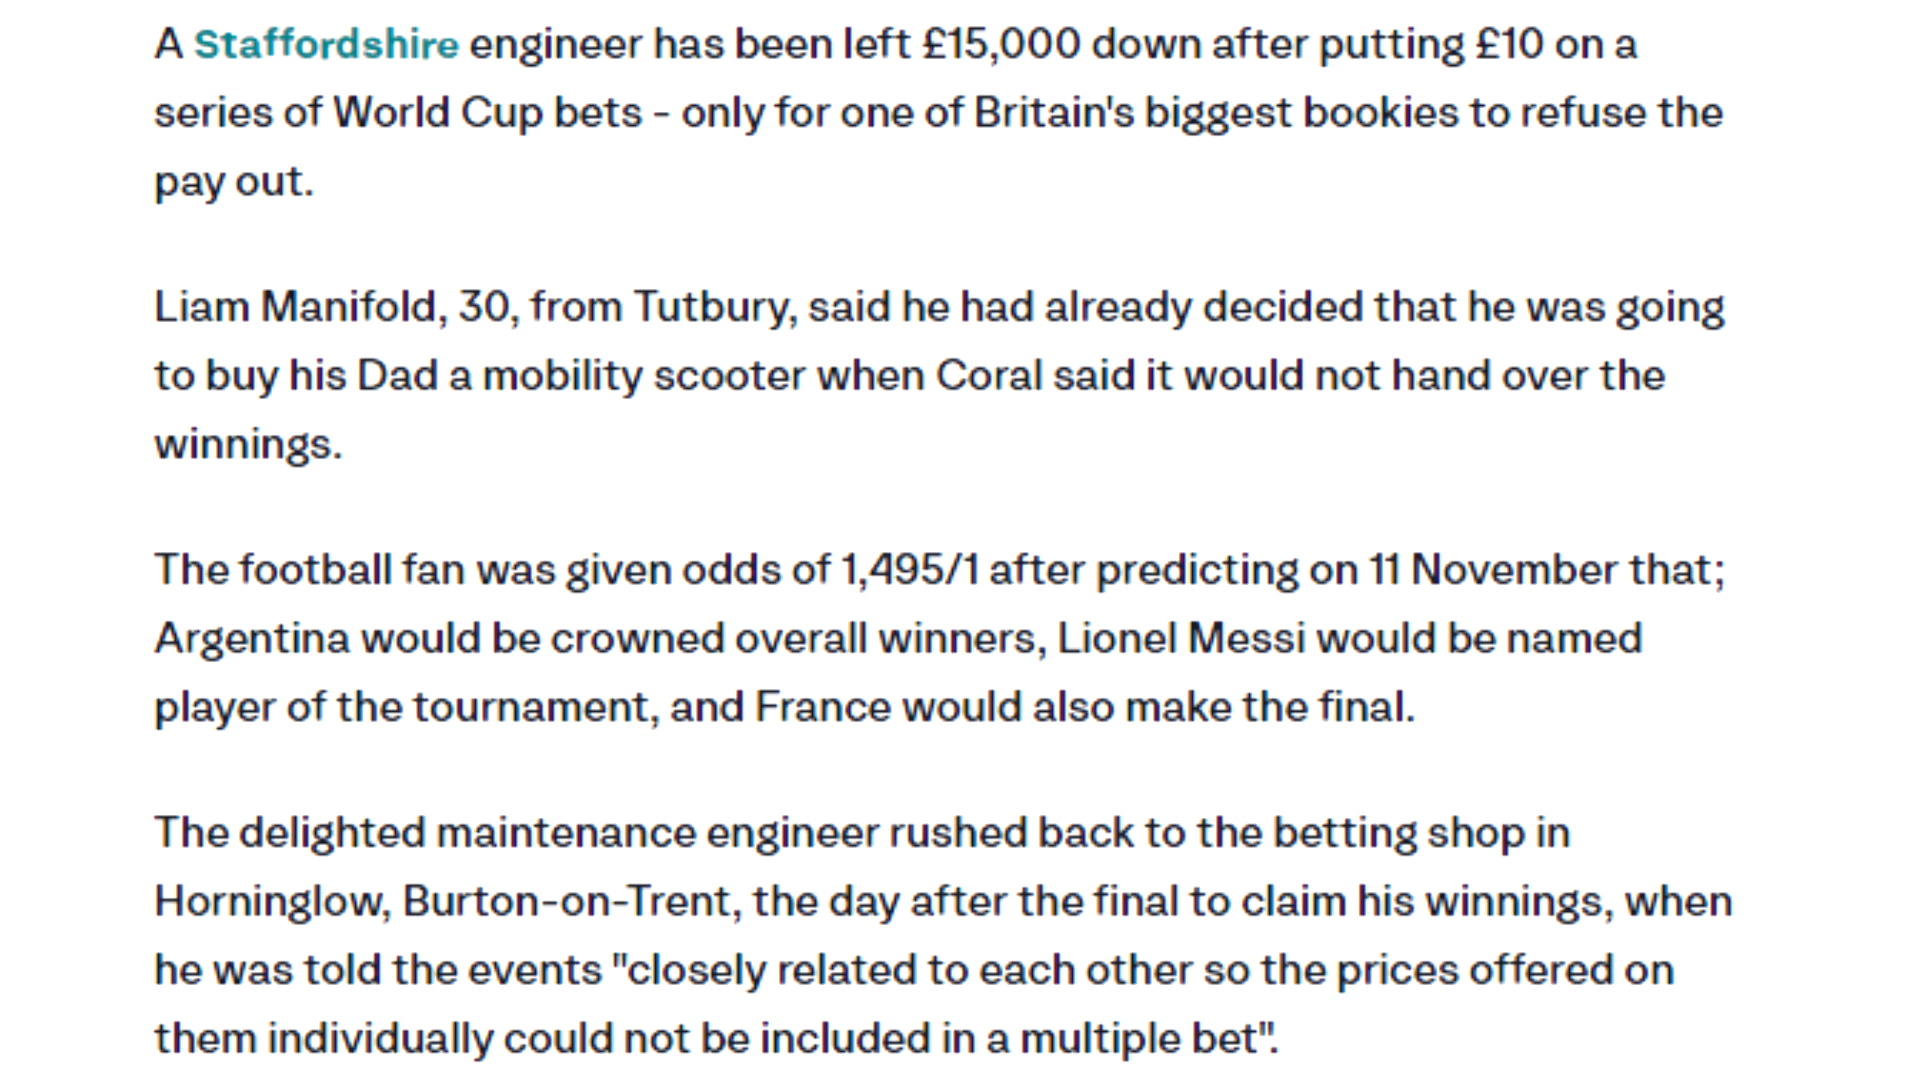 A Staffordshire engineer has been left £15,000 down after putting £10 on a
series of World Cup bets - only for one of Britain's biggest bookies to refuse the
pay out.
Liam Manifold, 30, from Tutbury, said he had already decided that he was going
to buy his Dad a mobility scooter when Coral said it would not hand over the
winnings.
The football fan was given odds of 1,495/1 after predicting on 11 November that;
Argentina would be crowned overall winners, Lionel Messi would be named
player of the tournament, and France would also make the final.
The delighted maintenance engineer rushed back to the betting shop in
Horninglow, Burton-on-Trent, the day after the final to claim his winnings, when
he was told the events "closely related to each other so the prices offered on
them individually could not be included in a multiple bet".